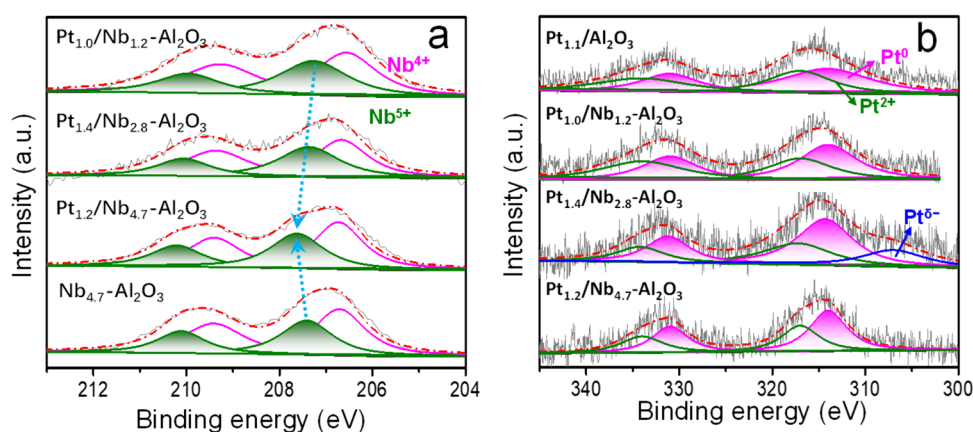 a
Pt₁.₀/Nb₁.₂-Al₂O₃
Nb⁴⁺
Nb⁵⁺
Pt₁.₄/Nb₂.₈-Al₂O₃
Pt₁.₂/Nb₄.₇-Al₂O₃
Nb₄.₇-Al₂O₃
Intensity (a.u.)
212 210 208 206 204
Binding energy (eV)
b
Pt₁.₁/Al₂O₃
Pt⁰
Pt²⁺
Pt₁.₀/Nb₁.₂-Al₂O₃
Pt₁.₄/Nb₂.₈-Al₂O₃
Ptᵟ⁻
Pt₁.₂/Nb₄.₇-Al₂O₃
Intensity (a.u.)
340 330 320 310 300
Binding energy (eV)